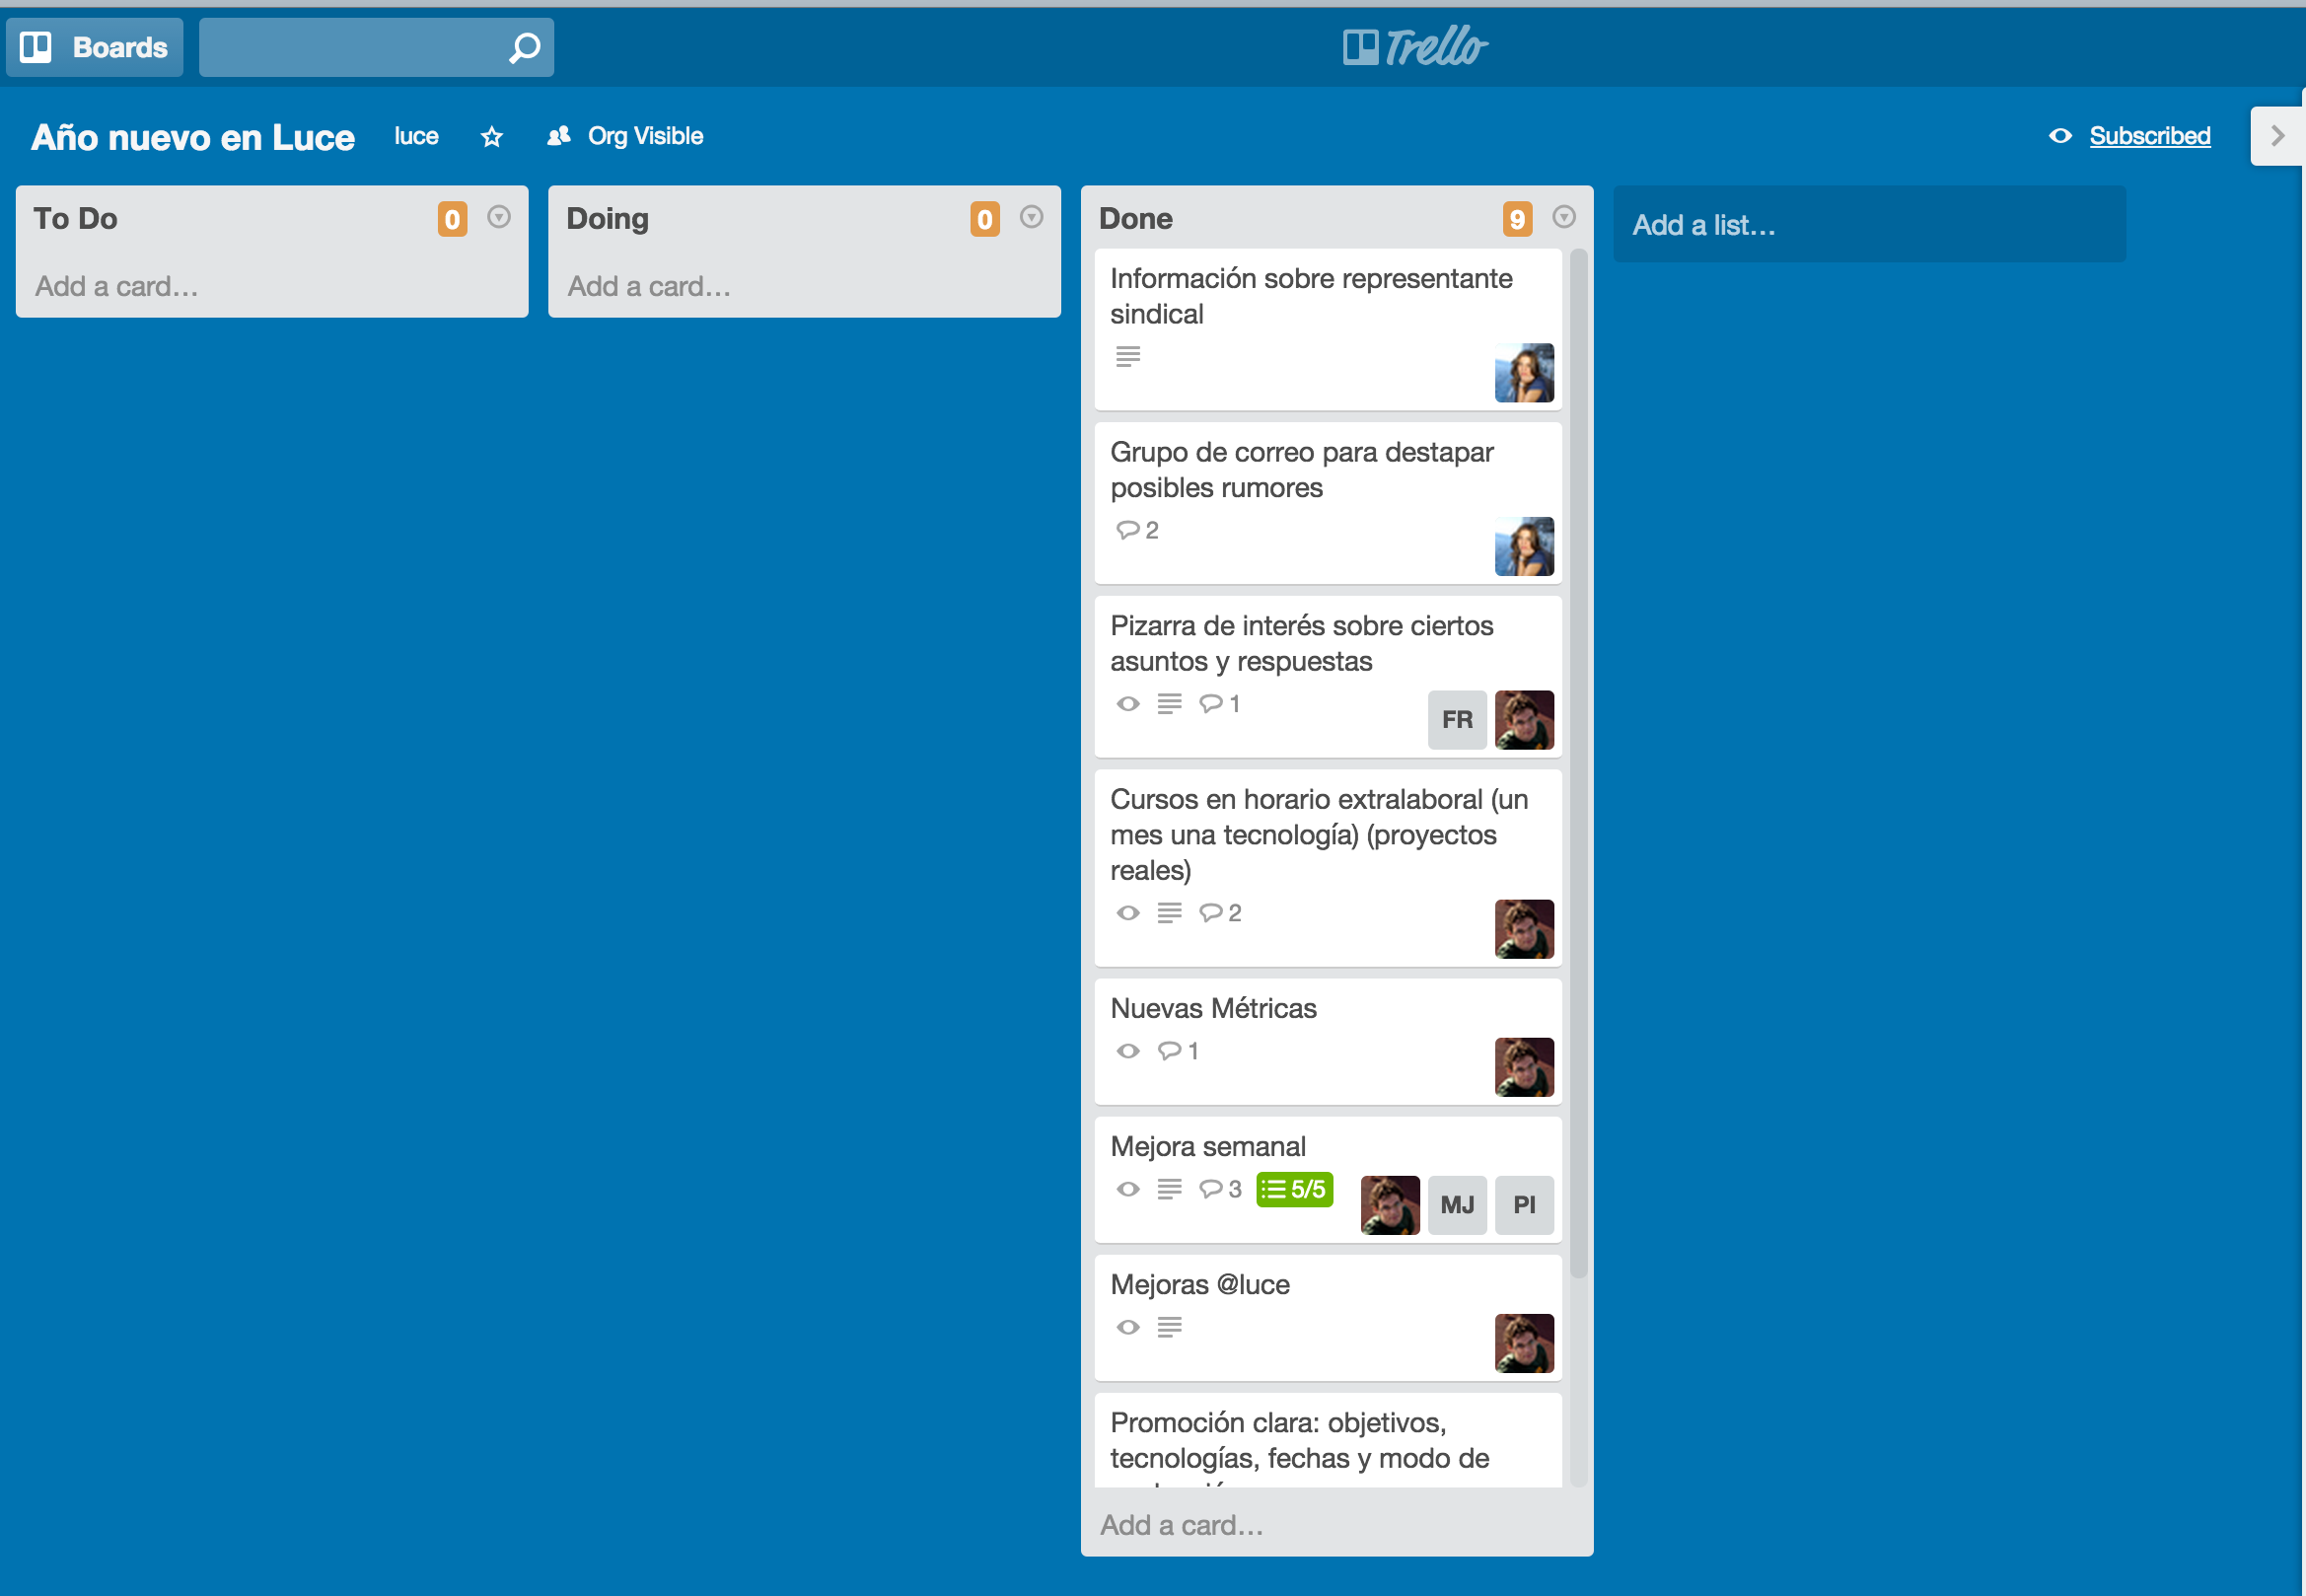 Boards
Trello
Año nuevo en Luce
luce
Org Visible
Subscribed
To Do
0
Add a card…
Doing
0
Add a card…
Done
9
Información sobre representante
sindical
Grupo de correo para destapar
posibles rumores
2
Pizarra de interés sobre ciertos
asuntos y respuestas
1
FR
Cursos en horario extralaboral (un
mes una tecnología) (proyectos
reales)
2
Nuevas Métricas
1
Mejora semanal
3
5/5
MJ
PI
Mejoras @luce
Promoción clara: objetivos,
tecnologías, fechas y modo de
Add a card…
Add a list…